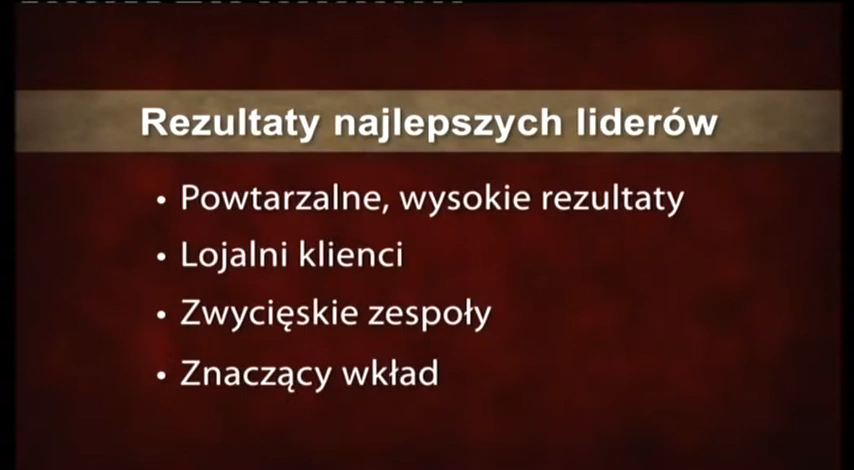 Rezultaty najlepszych liderów
• Powtarzalne, wysokie rezultaty
• Lojalni klienci
• Zwycięskie zespoły
• Znaczący wkład